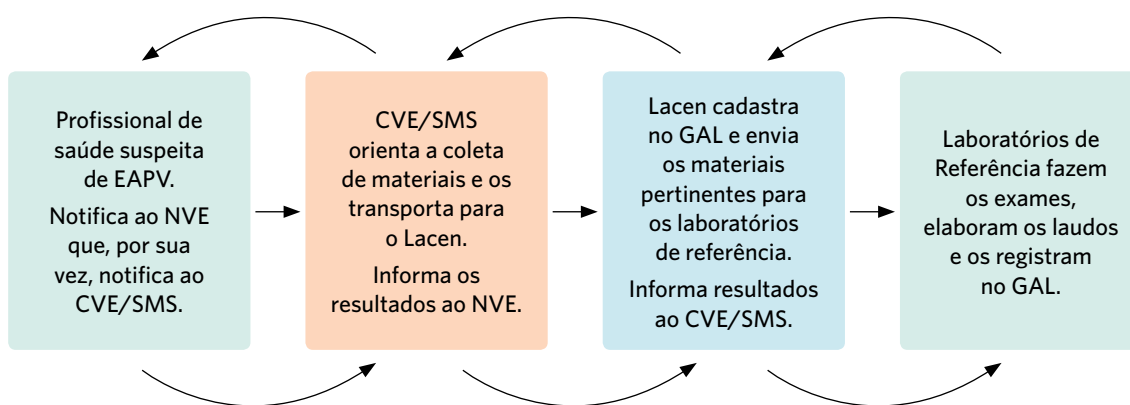 Profissional de
saúde suspeita
de EAPV.
Notifica ao NVE
que, por sua
vez, notifica ao
CVE/SMS.
CVE/SMS
orienta a coleta
de materiais e os
transporta para
o Lacen.
Informa os
resultados ao NVE.
Lacen cadastra
no GAL e envia
os materiais
pertinentes para
os laboratórios
de referência.
Informa resultados
ao CVE/SMS.
Laboratórios de
Referência fazem
os exames,
elaboram os laudos
e os registram
no GAL.